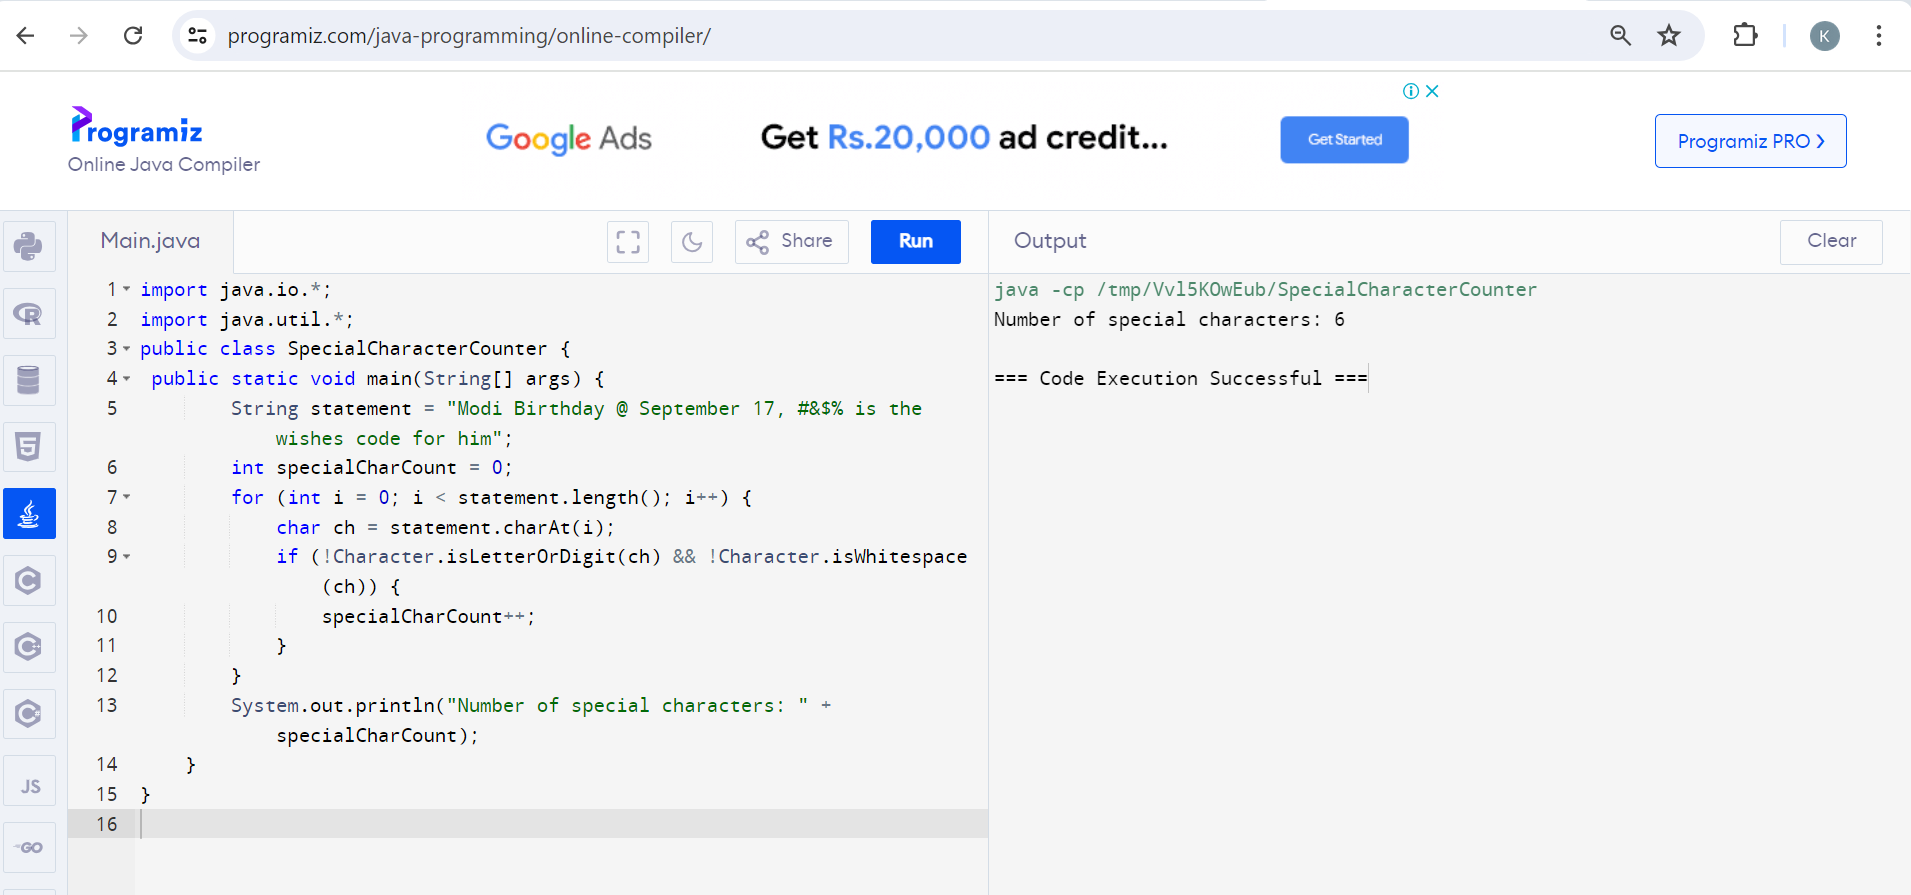 programiz.com/java-programming/online-compiler/
K
Programiz
Online Java Compiler
Google Ads
Get Rs.20,000 ad credit...
Get Started
Programiz PRO ›
Main.java
Share
Run
Output
Clear
1 import java.io.*;
2 import java.util.*;
3 public class SpecialCharacterCounter {
4 public static void main(String[] args) {
5 String statement = "Modi Birthday @ September 17, #&$% is the
wishes code for him";
6 int specialCharCount = 0;
7 for (int i = 0; i < statement.length(); i++) {
8 char ch = statement.charAt(i);
9 if (!Character.isLetterOrDigit(ch) && !Character.isWhitespace
(ch)) {
10 specialCharCount++;
11 }
12 }
13 System.out.println("Number of special characters: " +
specialCharCount);
14 }
15 }
16
java -cp /tmp/Vvl5KOwEub/SpecialCharacterCounter
Number of special characters: 6
=== Code Execution Successful ===
R
5
C
C++
C#
JS
GO